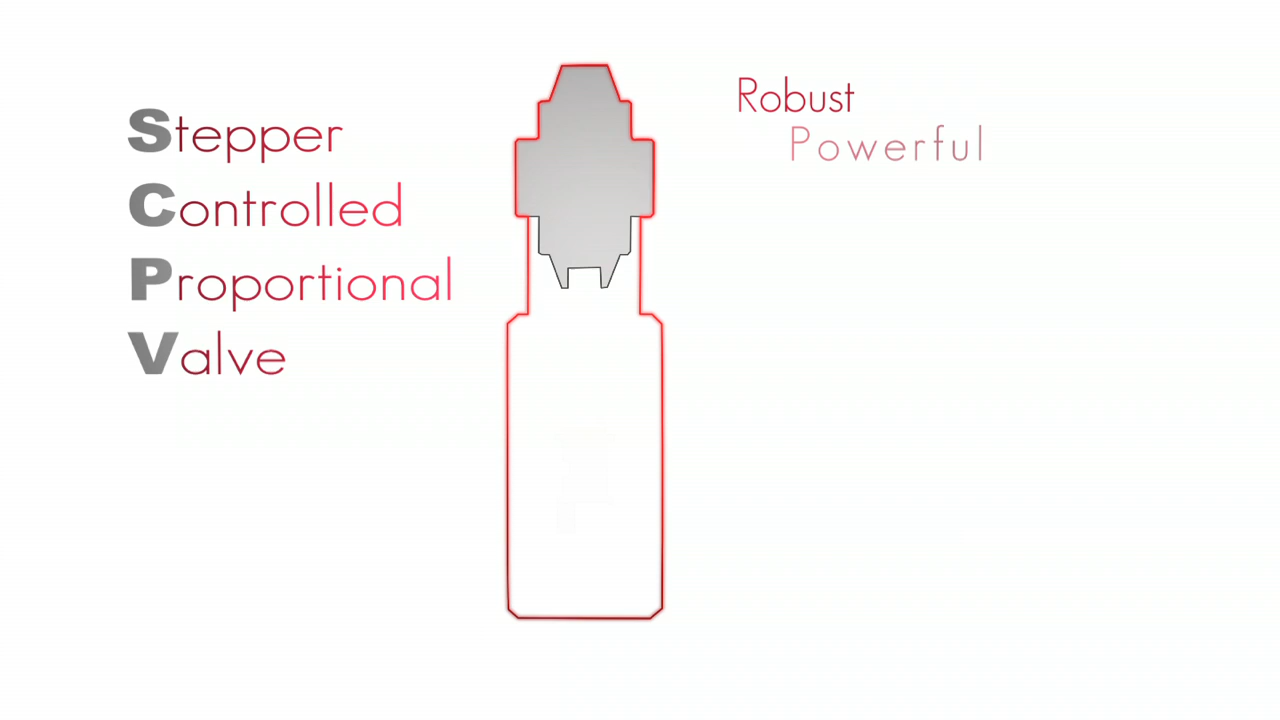 Stepper
Controlled
Proportional
Valve
Robust
Powerful